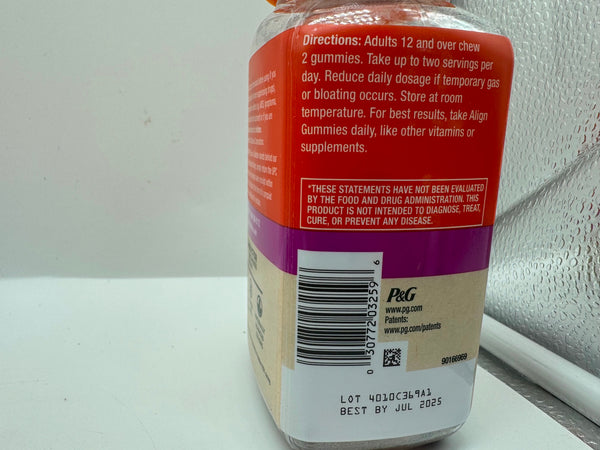 Directions: Adults 12 and over chew
2 gummies. Take up to two servings per
day. Reduce daily dosage if temporary gas
or bloating occurs. Store at room
temperature. For best results, take Align
Gummies daily, like other vitamins or
supplements.
*THESE STATEMENTS HAVE NOT BEEN EVALUATED
BY THE FOOD AND DRUG ADMINISTRATION. THIS
PRODUCT IS NOT INTENDED TO DIAGNOSE, TREAT,
CURE, OR PREVENT ANY DISEASE.
0 30772 03259 6
P&G
www.pg.com
Patents:
www.pg.com/patents
90166969
LOT 4010C369A1
BEST BY JUL 2025